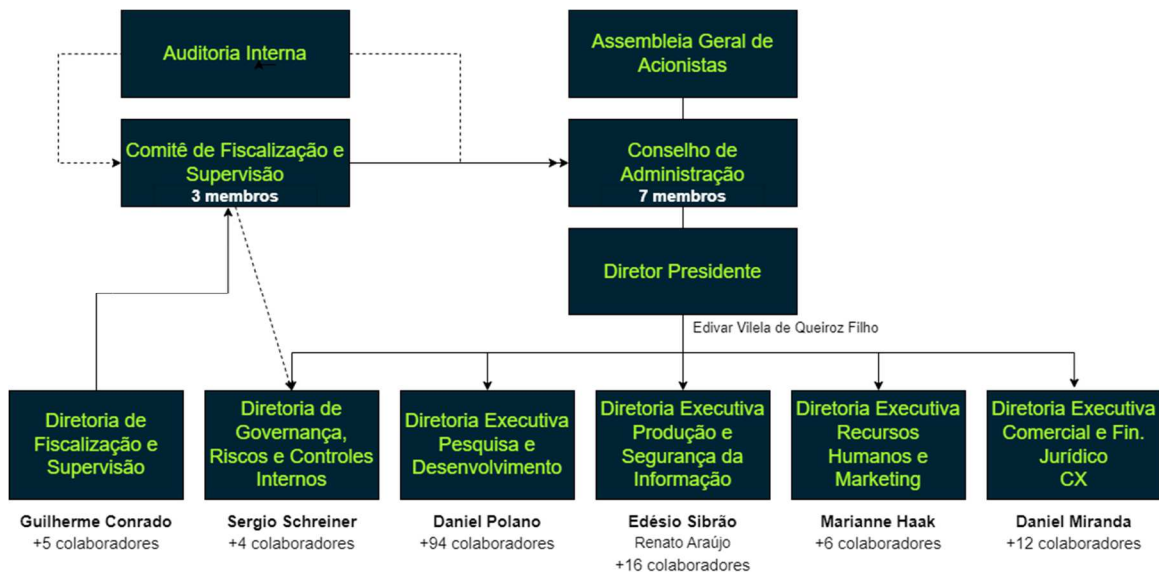 Auditoria Interna
Assembleia Geral de
Acionistas
Comitê de Fiscalização e
Supervisão
3 membros
Conselho de
Administração
7 membros
Diretor Presidente
Edivar Vilela de Queiroz Filho
Diretoria de
Fiscalização e
Supervisão
Guilherme Conrado
+5 colaboradores
Diretoria de
Governança,
Riscos e Controles
Internos
Sergio Schreiner
+4 colaboradores
Diretoria Executiva
Pesquisa e
Desenvolvimento
Daniel Polano
+94 colaboradores
Diretoria Executiva
Produção e
Segurança da
Informação
Edésio Sibrão
Renato Araújo
+16 colaboradores
Diretoria Executiva
Recursos
Humanos e
Marketing
Marianne Haak
+6 colaboradores
Diretoria Executiva
Comercial e Fin.
Jurídico
CX
Daniel Miranda
+12 colaboradores